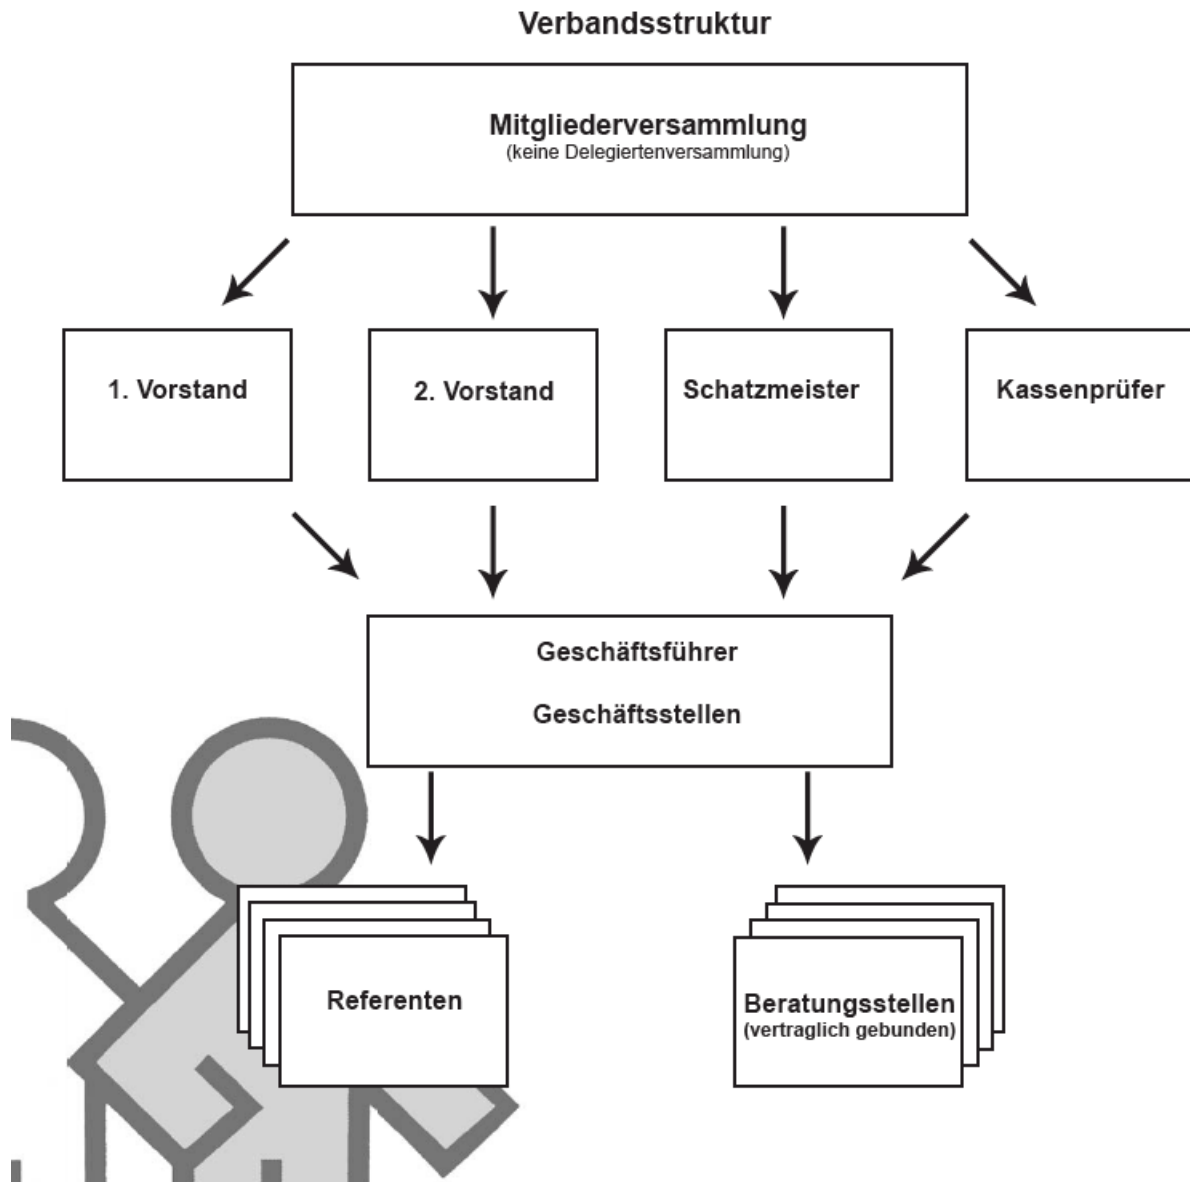 Verbandsstruktur
Mitgliederversammlung
(keine Delegiertenversammlung)
1. Vorstand
2. Vorstand
Schatzmeister
Kassenprüfer
Geschäftsführer
Geschäftsstellen
Referenten
Beratungsstellen
(vertraglich gebunden)